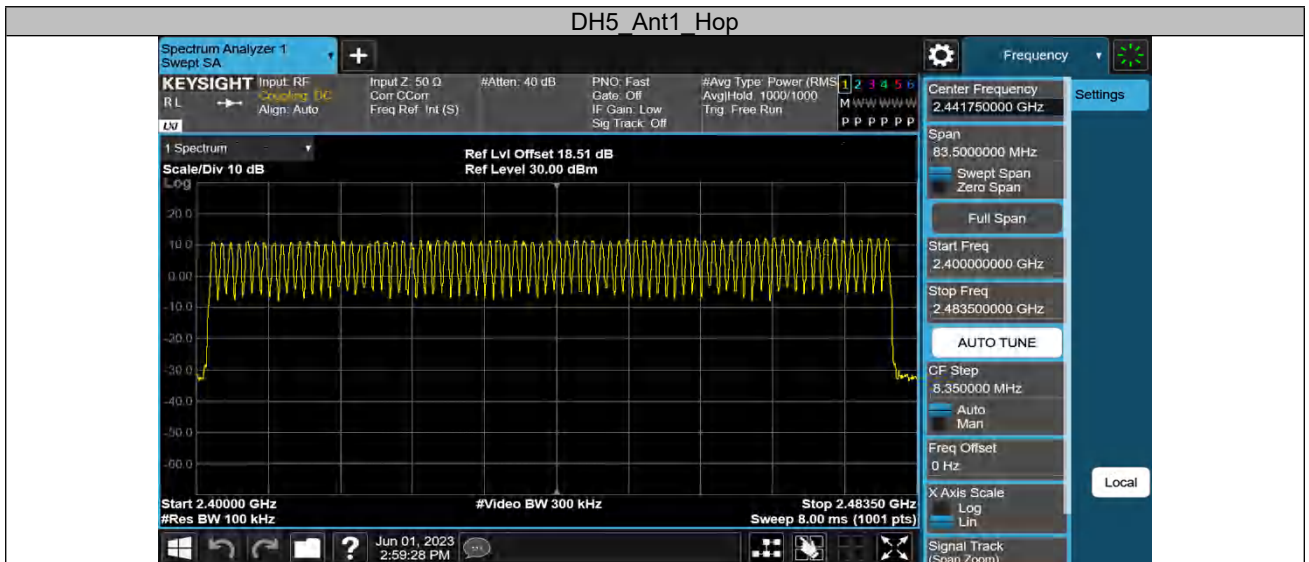 DH5_Ant1_Hop
Spectrum Analyzer 1
Swept SA
+
Frequency
KEYSIGHT
RL
LXI
Input: RF
Coupling: DC
Align: Auto
Input Z: 50 Ω
Corr CCorr
Freq Ref: Int (S)
#Atten: 40 dB
PNO: Fast
Gate: Off
IF Gain: Low
Sig Track: Off
#Avg Type: Power (RMS
Avg|Hold: 1000/1000
Trig: Free Run
1 2 3 4 5 6
M W W W W W
P P P P P P
Center Frequency
2.441750000 GHz
Settings
1 Spectrum
Scale/Div 10 dB
Ref Lvl Offset 18.51 dB
Ref Level 30.00 dBm
Log
20.0
10.0
0.00
-10.0
-20.0
-30.0
-40.0
-50.0
-60.0
Start 2.40000 GHz
#Res BW 100 kHz
#Video BW 300 kHz
Stop 2.48350 GHz
Sweep 8.00 ms (1001 pts)
Span
83.5000000 MHz
Swept Span
Zero Span
Full Span
Start Freq
2.400000000 GHz
Stop Freq
2.483500000 GHz
AUTO TUNE
CF Step
8.350000 MHz
Auto
Man
Freq Offset
0 Hz
X Axis Scale
Log
Lin
Signal Track
(Span Zoom)
Local
?
Jun 01, 2023
2:59:28 PM